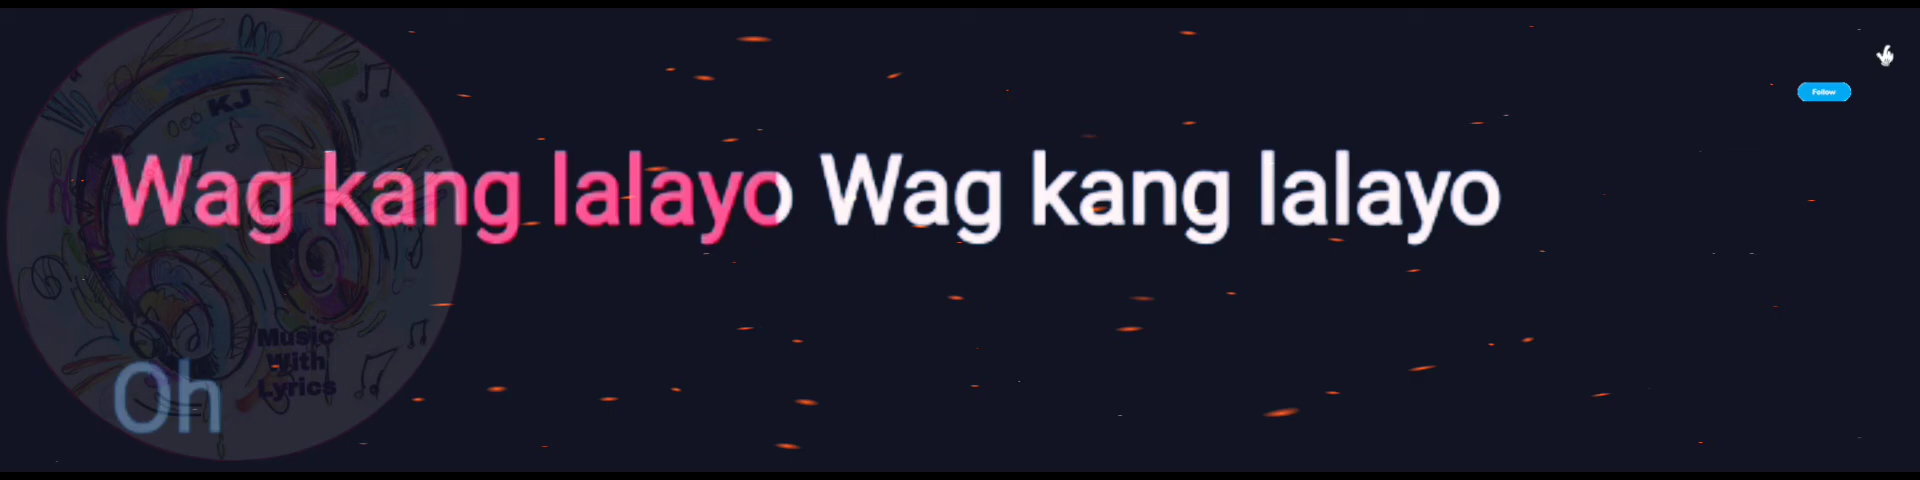 KJ
Follow
Wag kang lalayo Wag kang lalayo
Music
With
Lyrics
Oh